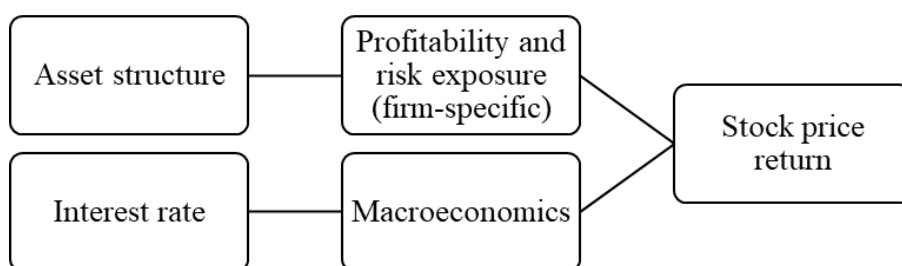 Asset structure
Profitability and
risk exposure
(firm-specific)
Stock price
return
Interest rate
Macroeconomics